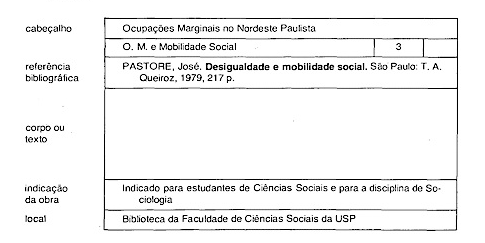 cabeçalho
Ocupações Marginais no Nordeste Paulista
O. M. e Mobilidade Social 3
referência
bibliográfica
PASTORE, José. Desigualdade e mobilidade social. São Paulo: T. A.
Queiroz, 1979, 217 p.
corpo ou
texto
indicação
da obra
Indicado para estudantes de Ciências Sociais e para a disciplina de So-
ciologia
local
Biblioteca da Faculdade de Ciências Sociais da USP